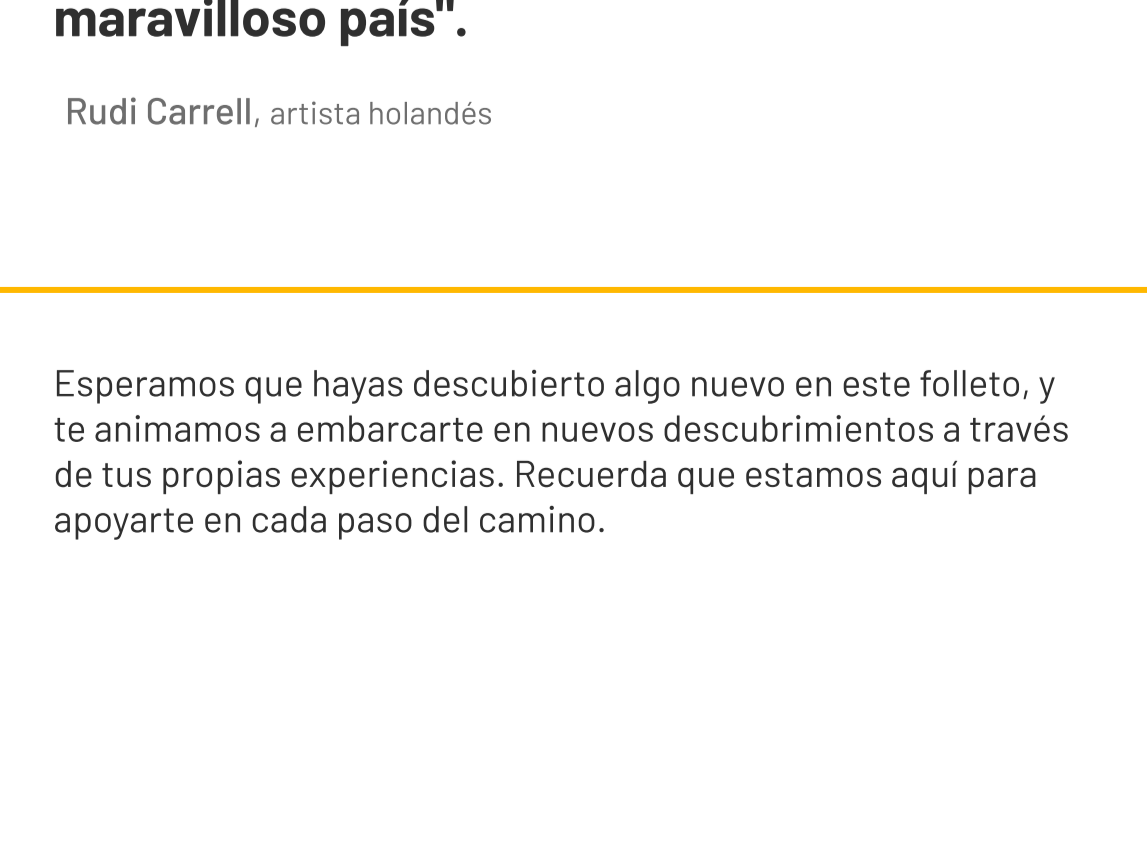 maravilloso país".
Rudi Carrell, artista holandés
Esperamos que hayas descubierto algo nuevo en este folleto, y
te animamos a embarcarte en nuevos descubrimientos a través
de tus propias experiencias. Recuerda que estamos aquí para
apoyarte en cada paso del camino.